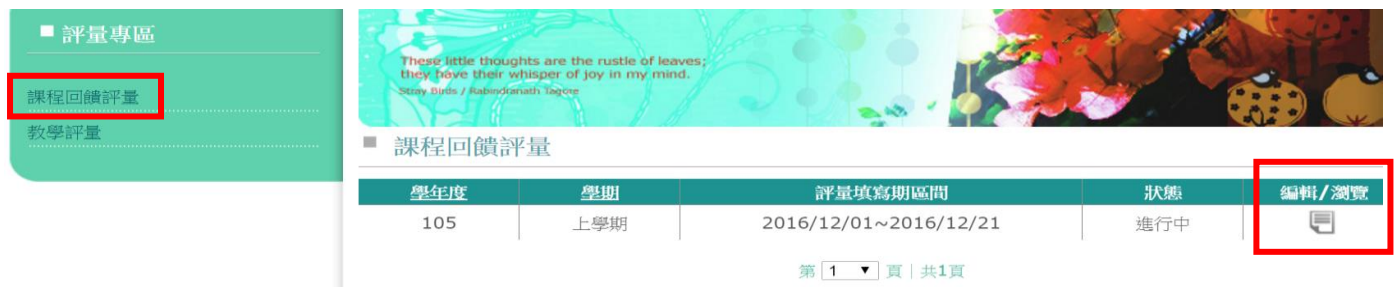 評量專區
課程回饋評量
教學評量
These little thoughts are the rustle of leaves;
they have their whisper of joy in my mind.
Stray Birds / Rabindranath Tagore
課程回饋評量
學年度 學期 評量填寫期區間 狀態 編輯/瀏覽
105 上學期 2016/12/01~2016/12/21 進行中
第 1 頁 | 共1頁